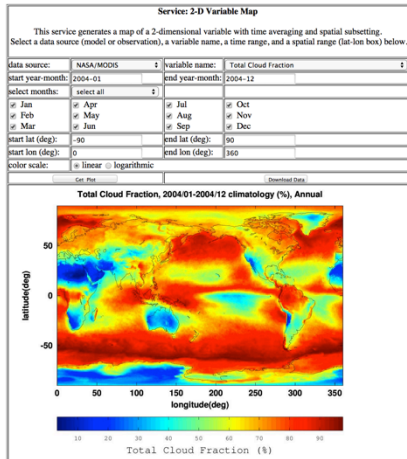 Service: 2-D Variable Map
This service generates a map of a 2-dimensional variable with time averaging and spatial subsetting.
Select a data source (model or observation), a variable name, a time range, and a spatial range (lat-lon box) below.
data source: NASA/MODIS variable name: Total Cloud Fraction
start year-month: 2004-01 end year-month: 2004-12
select months: select all
Jan Apr Jul Oct
Feb May Aug Nov
Mar Jun Sep Dec
start lat (deg): -90 end lat (deg): 90
start lon (deg): 0 end lon (deg): 360
color scale: linear logarithmic
Get Plot Download Data
Total Cloud Fraction, 2004/01-2004/12 climatology (%), Annual
latitude(deg)
50
0
-50
0 50 100 150 200 250 300 350
longitude(deg)
10 20 30 40 50 60 70 80 90
Total Cloud Fraction (%)